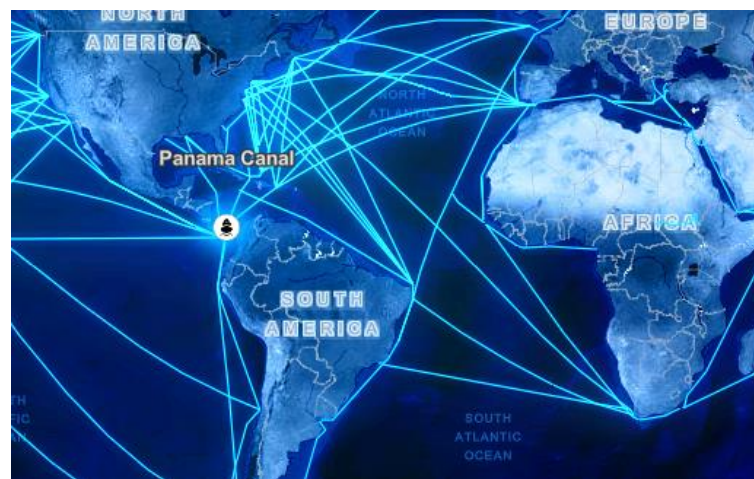 NORTH
AMERICA
EUROPE
NORTH
ATLANTIC
OCEAN
Panama Canal
AFRICA
SOUTH
AMERICA
SOUTH
ATLANTIC
OCEAN